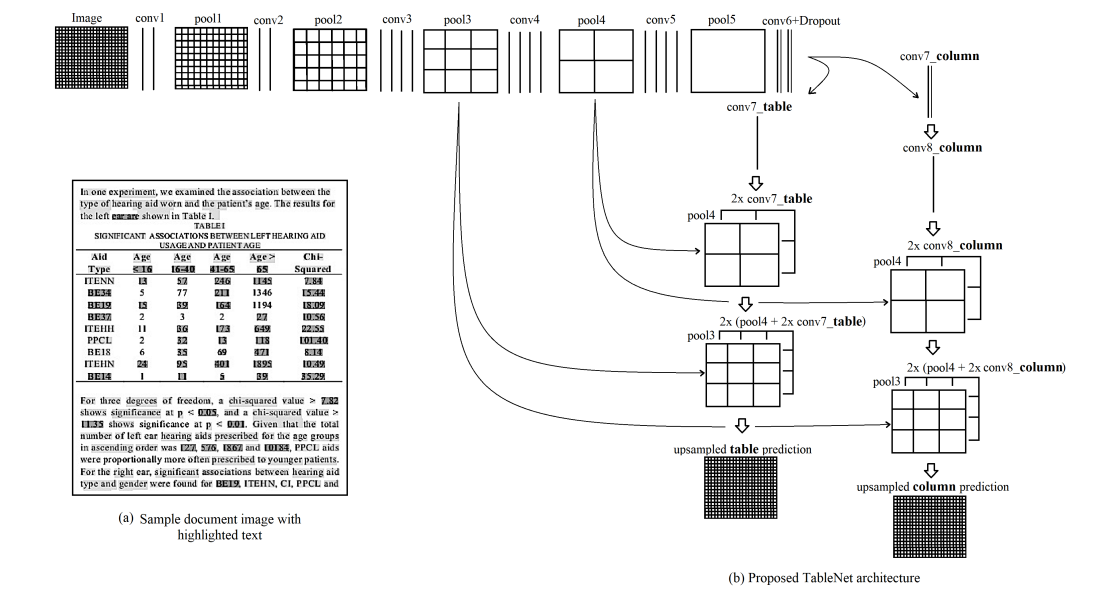 Image conv1 pool1 conv2 pool2 conv3 pool3 conv4 pool4 conv5 pool5 conv6+Dropout
conv7_column
conv7_table
conv8_column
2x conv7_table
pool4
2x conv8_column
pool4
2x (pool4 + 2x conv7_table)
pool3
2x (pool4 + 2x conv8_column)
pool3
upsampled table prediction
upsampled column prediction
In one experiment, we examined the association between the
type of hearing aid worn and the patient's age. The results for
the left ear are shown in Table I.
TABLE I
SIGNIFICANT ASSOCIATIONS BETWEEN LEFT HEARING AID
USAGE AND PATIENT AGE
Aid Age Age Age Age > Chi-
Type < 16 16-40 41-65 65 Squared
ITENN 13 57 246 1145 7.84
BE34 5 77 211 1346 15.44
BE19 15 39 164 1194 18.09
BE37 2 3 2 27 10.56
ITEHH 11 36 173 649 22.55
PPCL 2 32 13 118 101.40
BE18 6 35 69 471 8.14
ITEHN 24 95 401 1895 10.49
BE14 1 11 5 39 35.29
For three degrees of freedom, a chi-squared value > 7.82
shows significance at p < 0.05, and a chi-squared value >
11.35 shows significance at p < 0.01. Given that the total
number of left ear hearing aids prescribed for the age groups
in ascending order was 127, 576, 1867 and 10184, PPCL aids
were proportionally more often prescribed to younger patients.
For the right ear, significant associations between hearing aid
type and gender were found for BE19, ITEHN, CI, PPCL and
(a) Sample document image with
highlighted text
(b) Proposed TableNet architecture